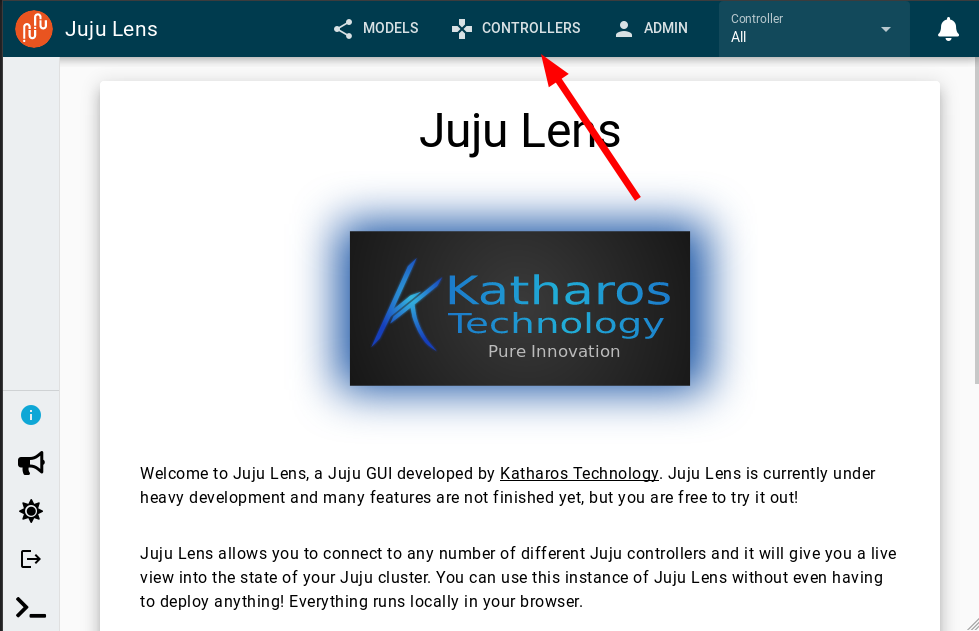 Juju Lens
MODELS
CONTROLLERS
ADMIN
Controller
All
Juju Lens
Katharos
Technology
Pure Innovation
Welcome to Juju Lens, a Juju GUI developed by Katharos Technology. Juju Lens is currently under
heavy development and many features are not finished yet, but you are free to try it out!
Juju Lens allows you to connect to any number of different Juju controllers and it will give you a live
view into the state of your Juju cluster. You can use this instance of Juju Lens without even having
to deploy anything! Everything runs locally in your browser.